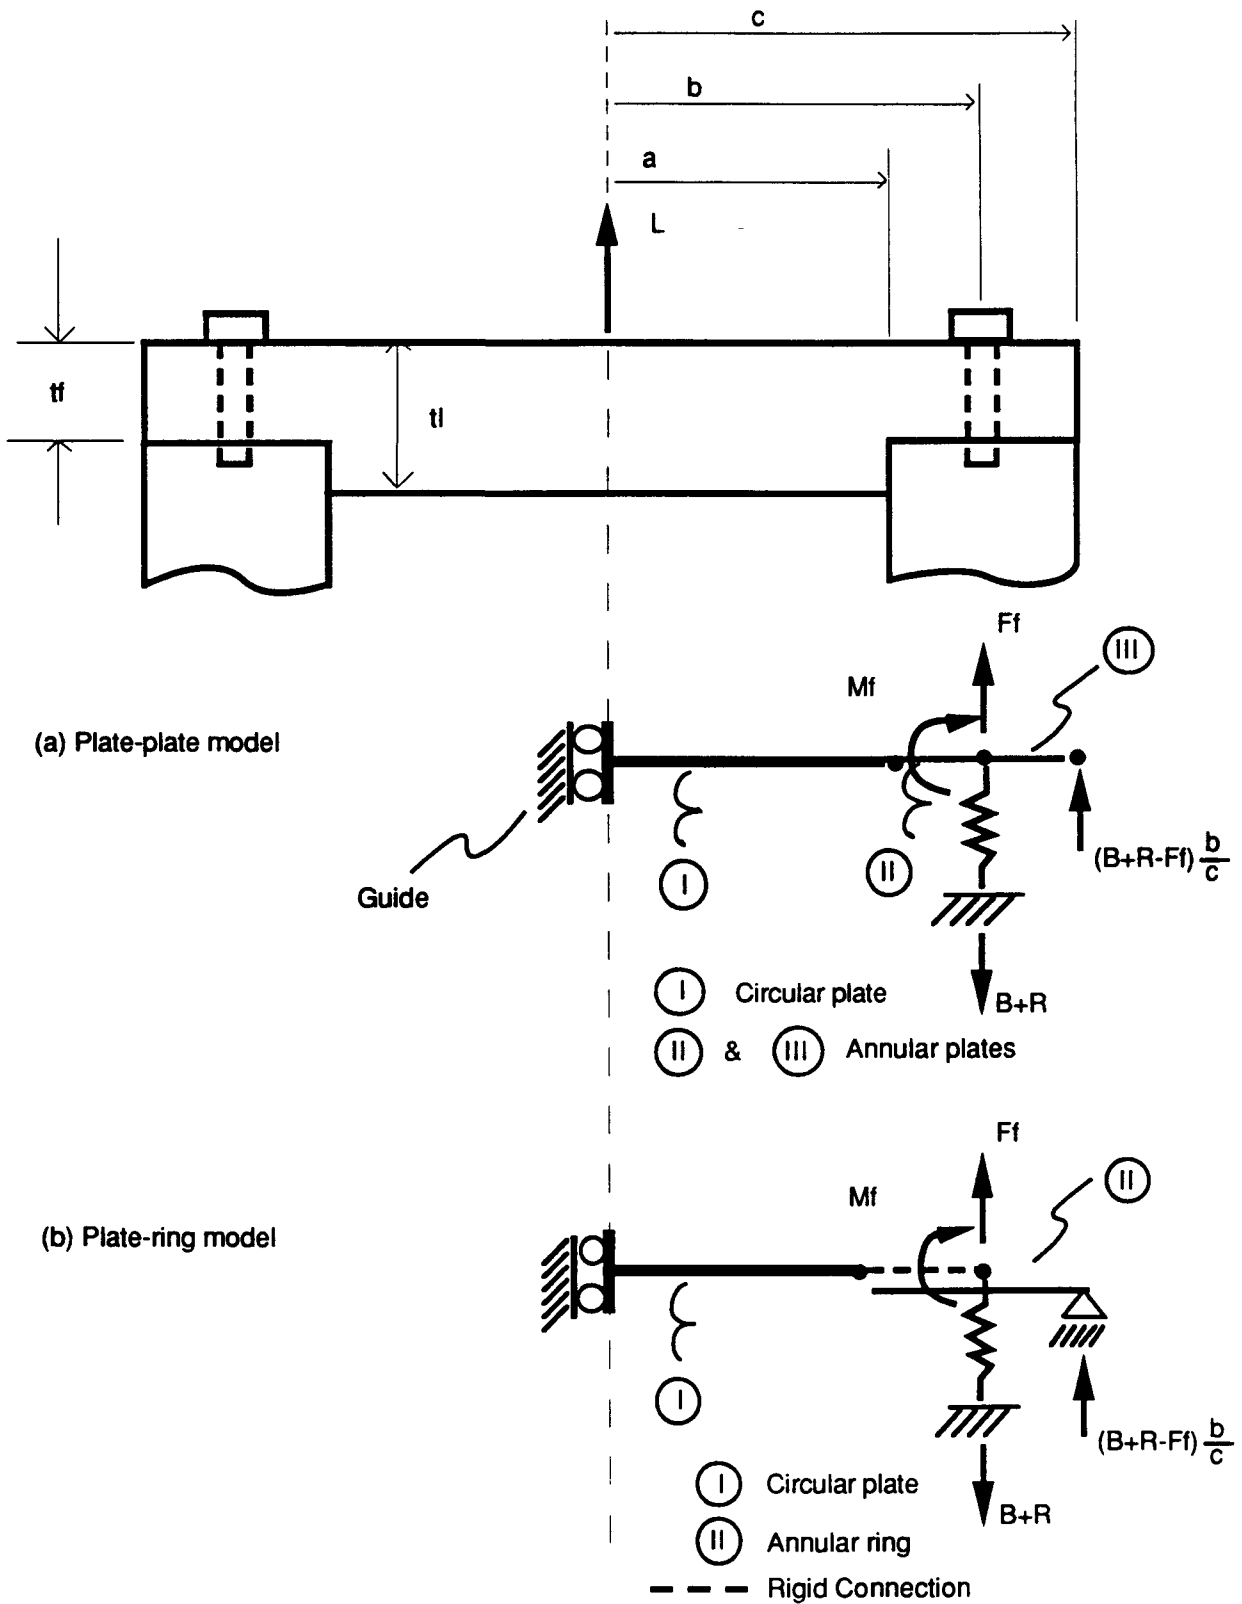 c
b
a
L
tf
tl
Ff
III
Mf
(a) Plate-plate model
(B+R-Ff) b/c
II
I
Guide
B+R
I Circular plate
II & III Annular plates
Ff
II
Mf
(b) Plate-ring model
I
(B+R-Ff) b/c
I Circular plate
B+R
II Annular ring
Rigid Connection